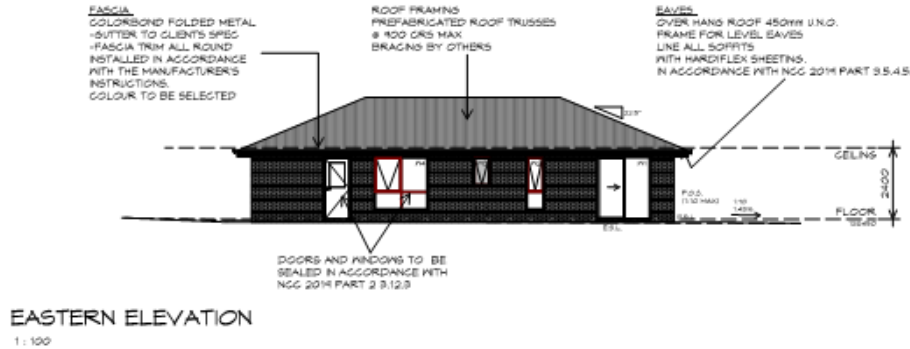 FASCIA
COLORBOND FOLDED METAL
-GUTTER TO CLIENTS SPEC
-FASCIA TRIM ALL ROUND
INSTALLED IN ACCORDANCE
WITH THE MANUFACTURER'S
INSTRUCTIONS.
COLOUR TO BE SELECTED
ROOF FRAMING
PREFABRICATED ROOF TRUSSES
@ 900 CRS MAX
BRACING BY OTHERS
EAVES
OVER HANG ROOF 450mm U.N.O.
FRAME FOR LEVEL EAVES
LINE ALL SOFFITS
WITH HARDIFLEX SHEETING.
IN ACCORDANCE WITH NCC 2019 PART 3.5.4.5
CEILING
2400
FLOOR
DOORS AND WINDOWS TO BE
SEALED IN ACCORDANCE WITH
NCC 2019 PART 2 3.12.3
EASTERN ELEVATION
1 : 100